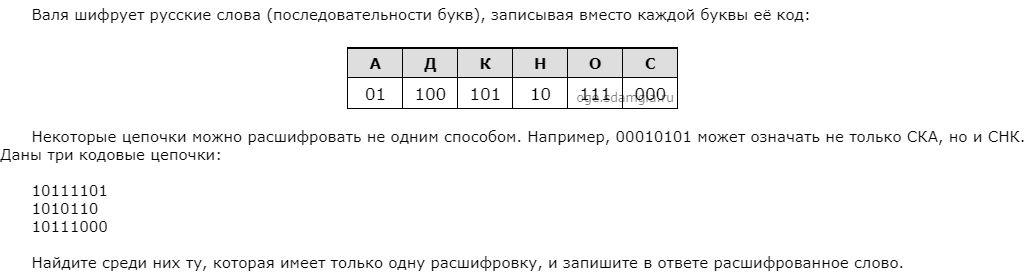 Валя шифрует русские слова (последовательности букв), записывая вместо каждой буквы её код:
А Д К Н О С
01 100 101 10 111 000
oge.sdamgia.ru
Некоторые цепочки можно расшифровать не одним способом. Например, 00010101 может означать не только СКА, но и СНК.
Даны три кодовые цепочки:
10111101
1010110
10111000
Найдите среди них ту, которая имеет только одну расшифровку, и запишите в ответе расшифрованное слово.